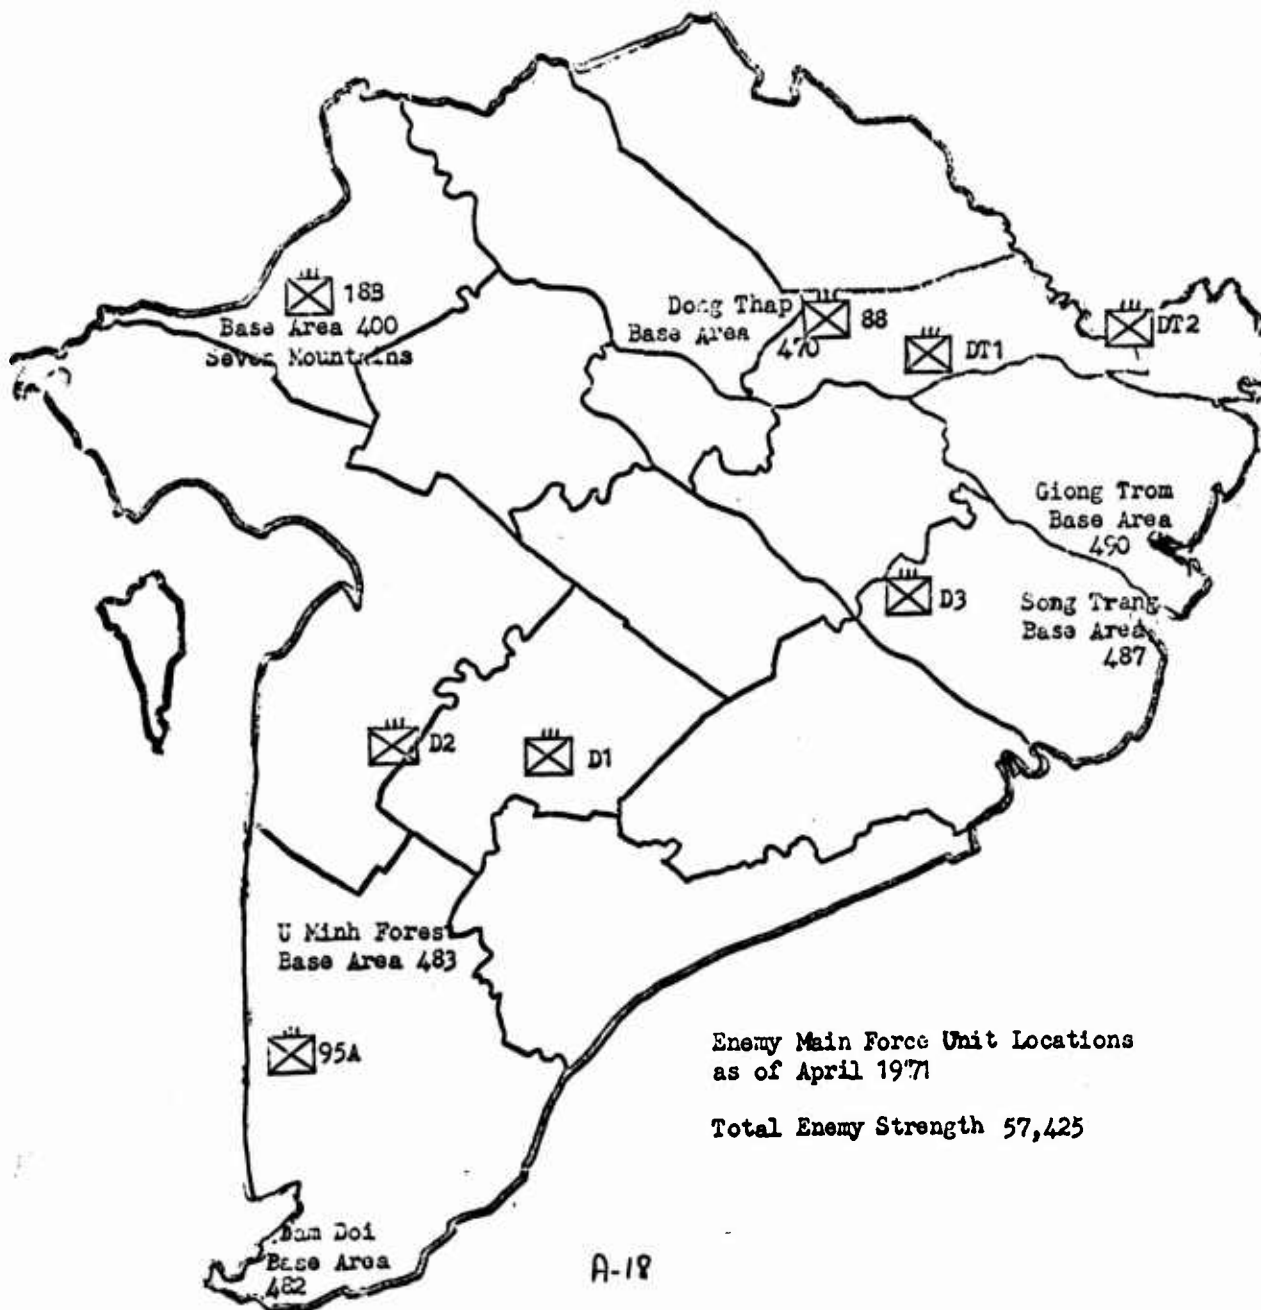 18B
Base Area 400
Seven Mountains
Dong Thap
Base Area
470
88
DT1
DT2
Giong Trom
Base Area
490
D3
Song Trang
Base Area
487
D2
D1
U Minh Fores
Base Area 483
95A
Enemy Main Force Unit Locations
as of April 1971
Total Enemy Strength 57,425
Dam Doi
Base Area
482
A-18